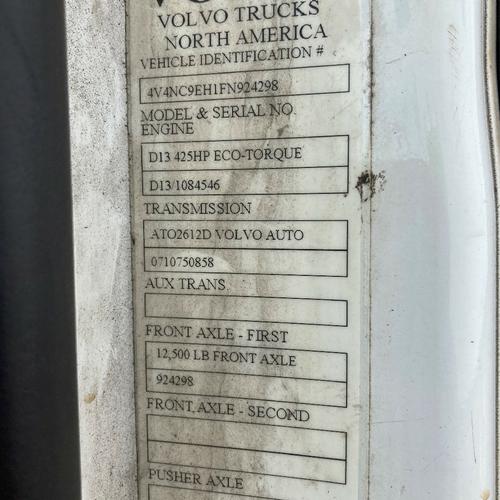 VOLVO TRUCKS
NORTH AMERICA
VEHICLE IDENTIFICATION #
4V4NC9EH1FN924298
MODEL & SERIAL NO.
ENGINE
D13 425HP ECO-TORQUE
D13/1084546
TRANSMISSION
ATO2612D VOLVO AUTO
0710750858
AUX TRANS.
FRONT AXLE - FIRST
12,500 LB FRONT AXLE
924298
FRONT AXLE - SECOND
PUSHER AXLE